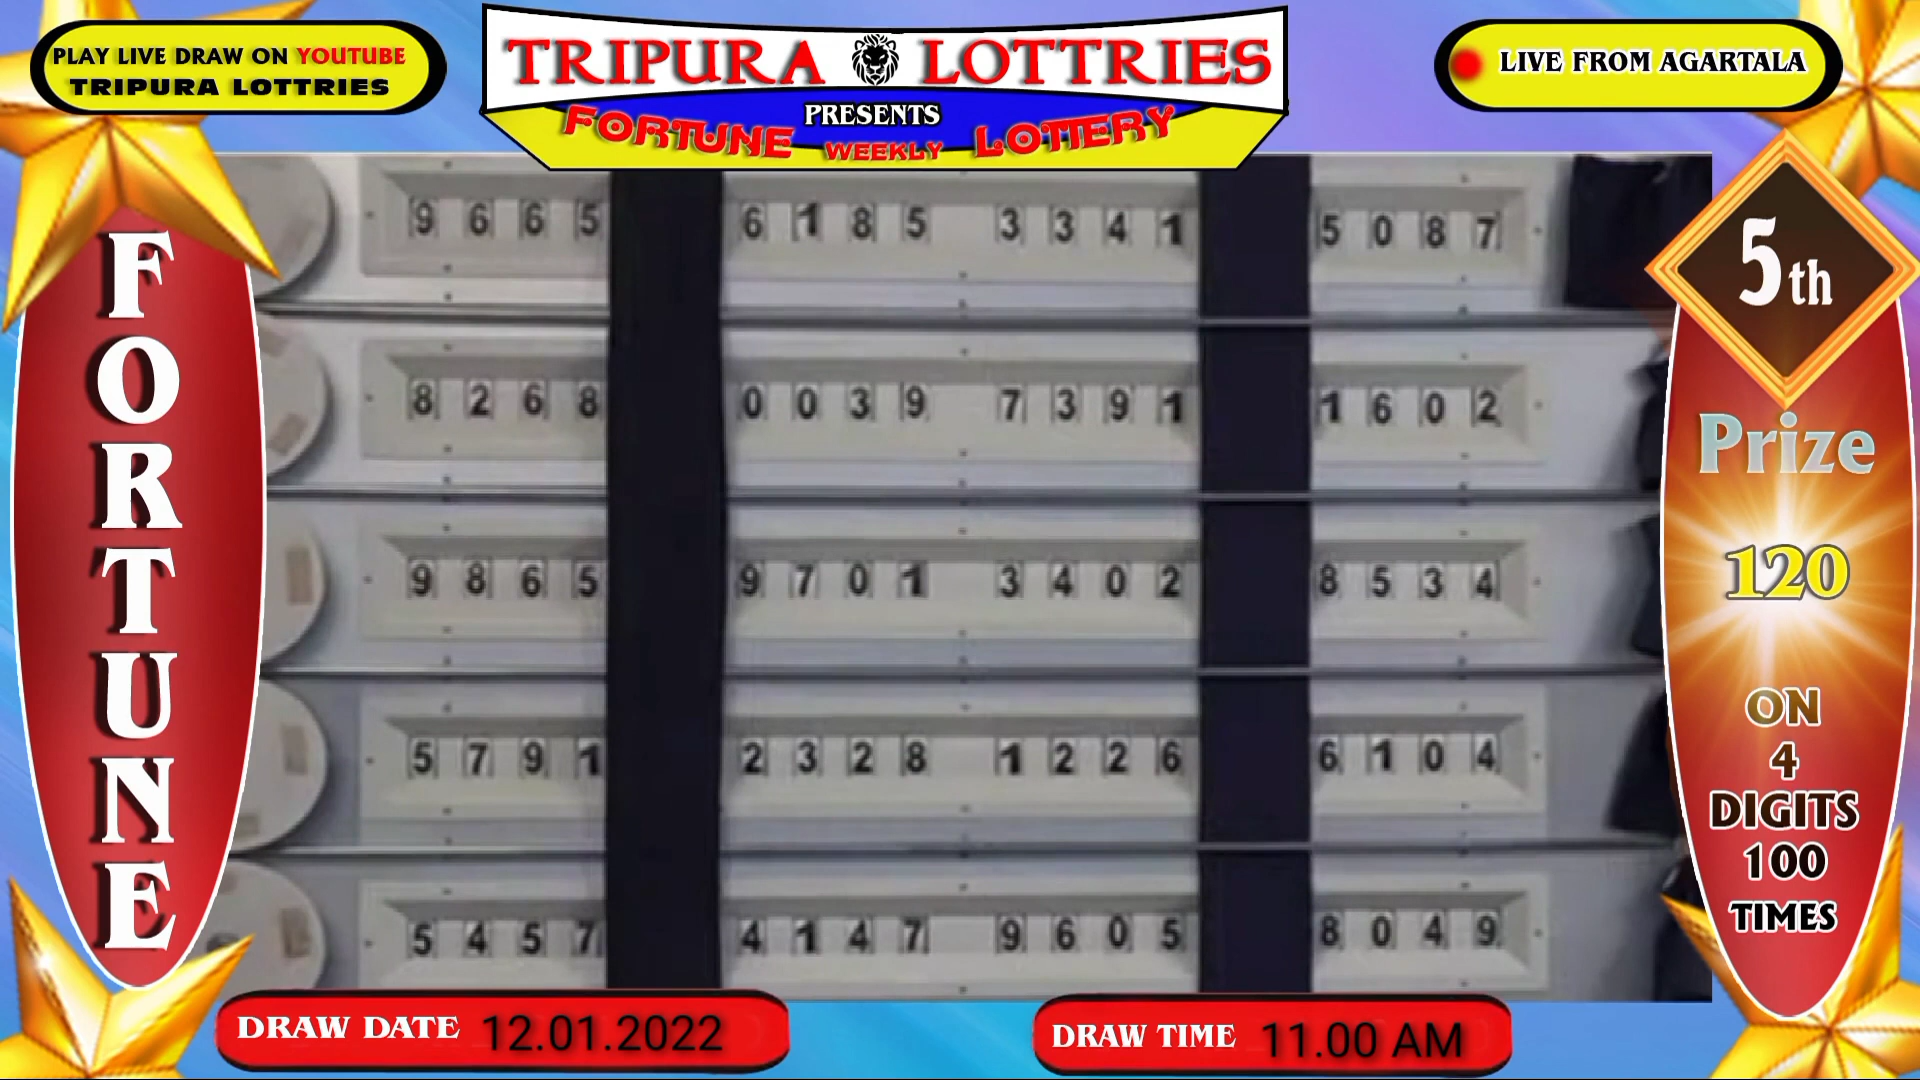 PLAY LIVE DRAW ON YOUTUBE
TRIPURA LOTTRIES
TRIPURA LOTTRIES
PRESENTS
FORTUNE WEEKLY LOTTERY
LIVE FROM AGARTALA
FORTUNE
9665 6185 3341 5087
8268 0039 7391 1602
9865 9701 3402 8534
5791 2328 1226 6104
5457 4147 9605 8049
5th
Prize
120
ON
4
DIGITS
100
TIMES
DRAW DATE 12.01.2022
DRAW TIME 11.00 AM